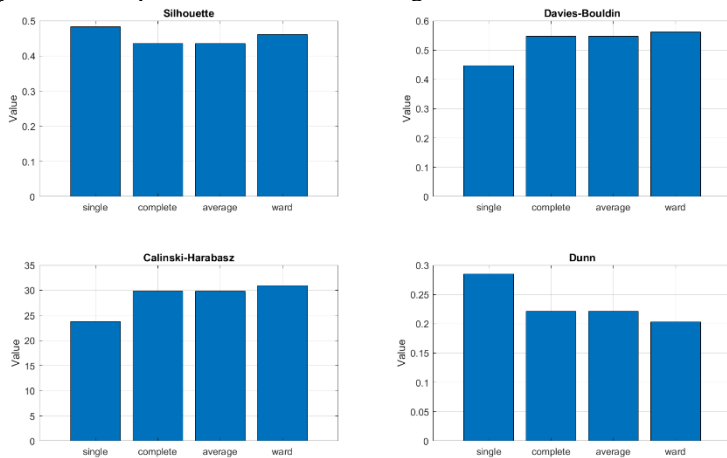 Silhouette
Value
0.5
0.4
0.3
0.2
0.1
0
single complete average ward
Davies-Bouldin
Value
0.6
0.5
0.4
0.3
0.2
0.1
0
single complete average ward
Calinski-Harabasz
Value
35
30
25
20
15
10
5
0
single complete average ward
Dunn
Value
0.3
0.25
0.2
0.15
0.1
0.05
0
single complete average ward